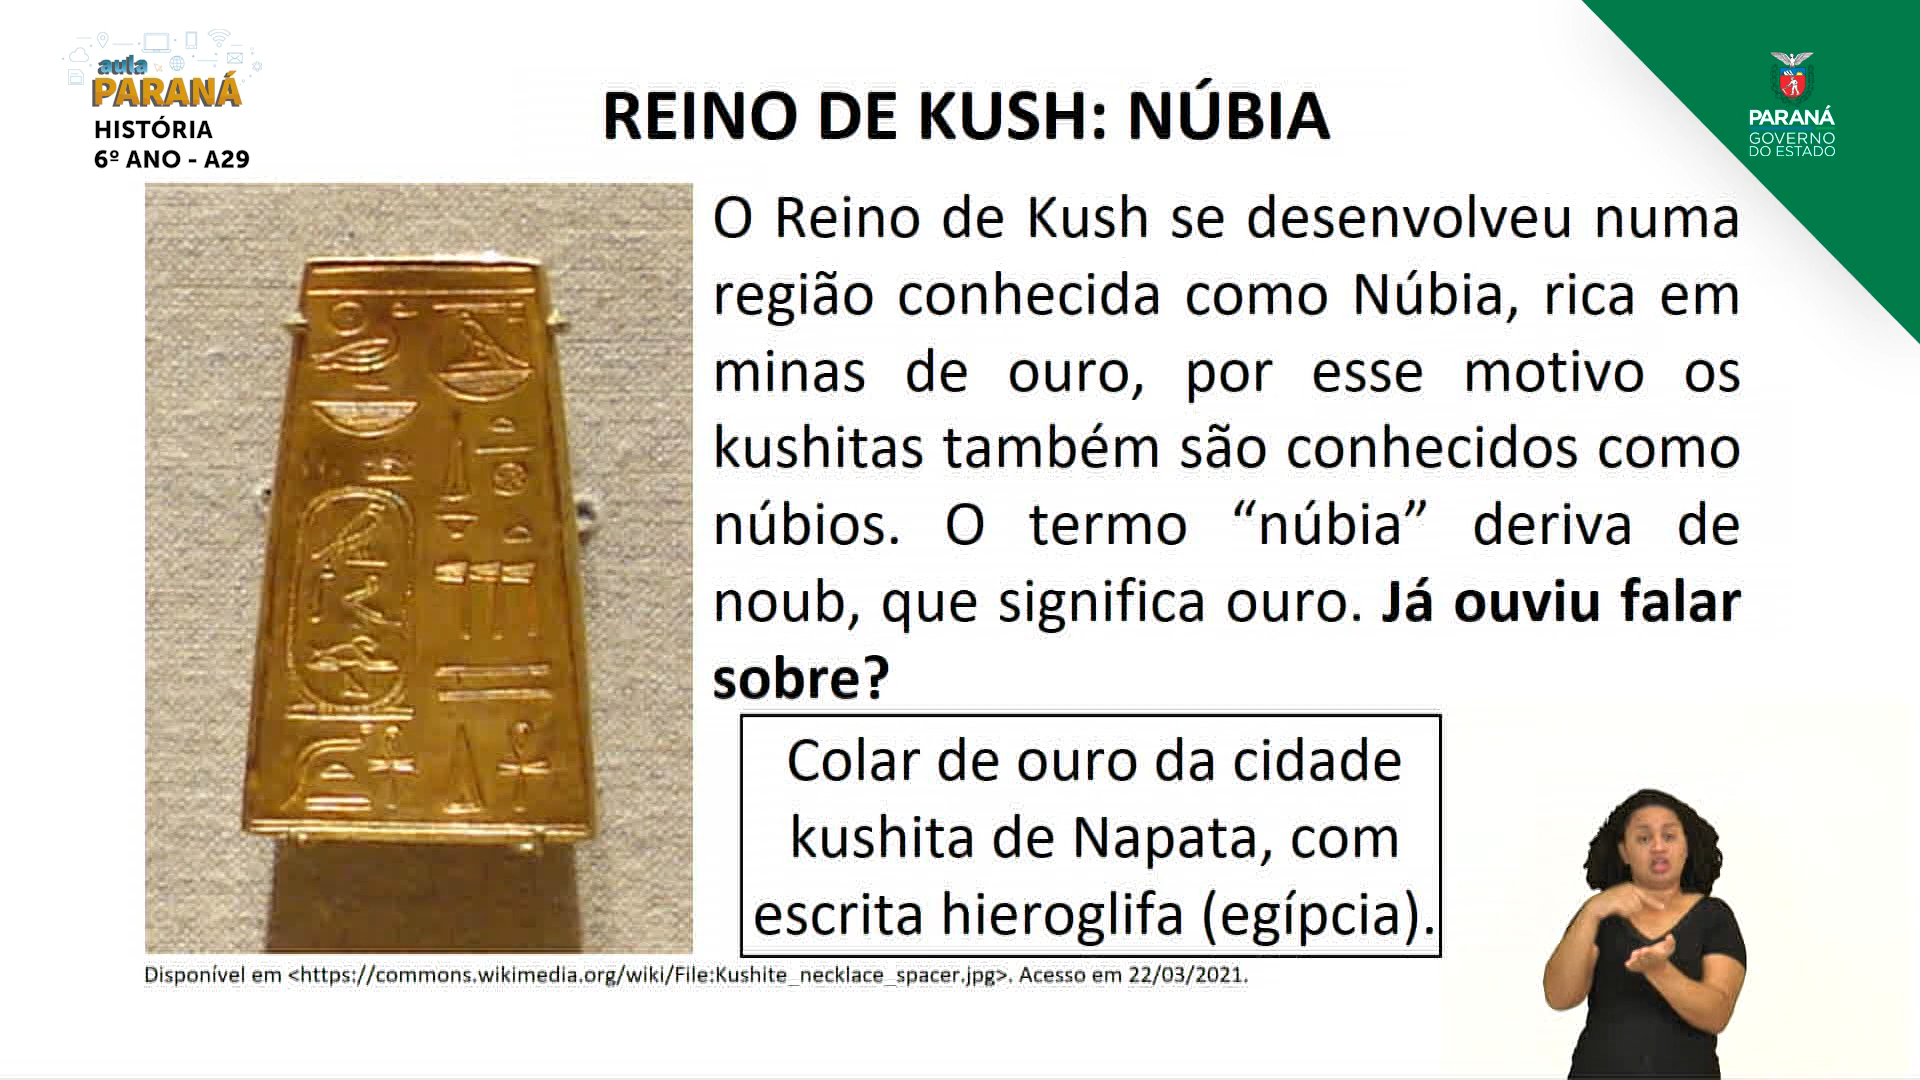 aula
PARANÁ
HISTÓRIA
6º ANO - A29
REINO DE KUSH: NÚBIA
PARANÁ
GOVERNO
DO ESTADO
O Reino de Kush se desenvolveu numa
região conhecida como Núbia, rica em
minas de ouro, por esse motivo os
kushitas também são conhecidos como
núbios. O termo “núbia” deriva de
noub, que significa ouro. Já ouviu falar
sobre?
Colar de ouro da cidade
kushita de Napata, com
escrita hieroglifa (egípcia).
Disponível em <https://commons.wikimedia.org/wiki/File:Kushite_necklace_spacer.jpg>. Acesso em 22/03/2021.